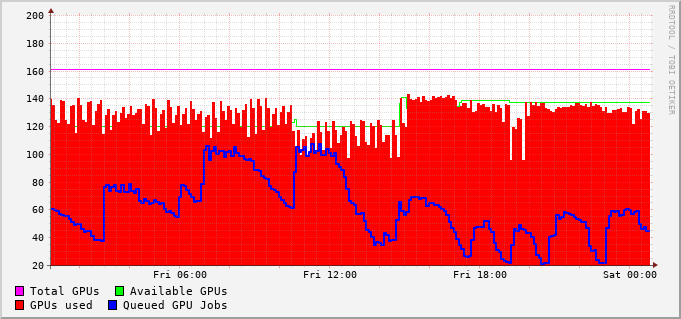 RRDTOOL / TOBI OETIKER
200
180
160
140
120
100
80
60
40
20
Fri 06:00 Fri 12:00 Fri 18:00 Sat 00:00
Total GPUs Available GPUs
GPUs used Queued GPU Jobs